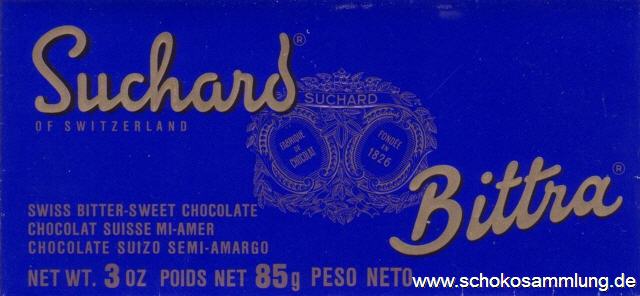 Suchard®
OF SWITZERLAND
SUCHARD
FABRIQUE
DE
CHOCOLAT
FONDÉE
EN
1826
Bittra®
SWISS BITTER-SWEET CHOCOLATE
CHOCOLAT SUISSE MI-AMER
CHOCOLATE SUIZO SEMI-AMARGO
NET WT. 3 OZ POIDS NET 85g PESO NETO
www.schokosammlung.de